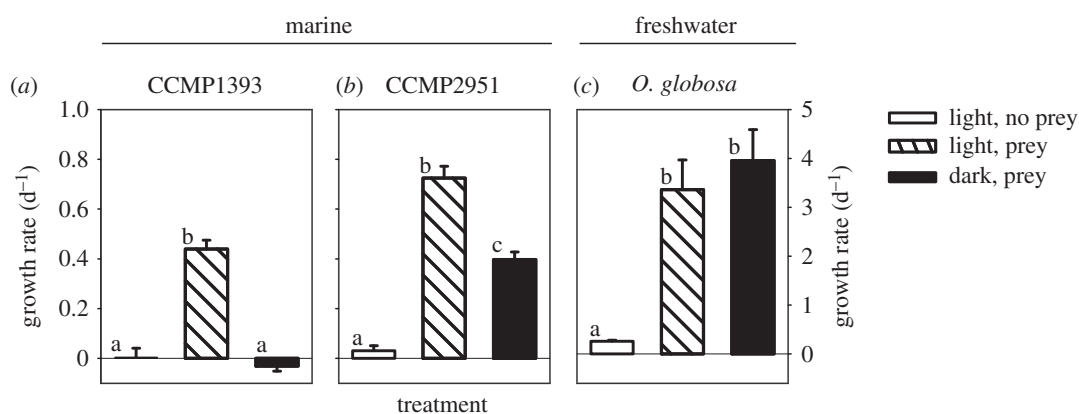 marine
freshwater
(a) CCMP1393
(b) CCMP2951
(c) O. globosa
growth rate (d⁻¹)
1.0
0.8
0.6
0.4
0.2
0
a
b
a
a
b
c
a
b
b
5
4
3
2
1
0
growth rate (d⁻¹)
light, no prey
light, prey
dark, prey
treatment